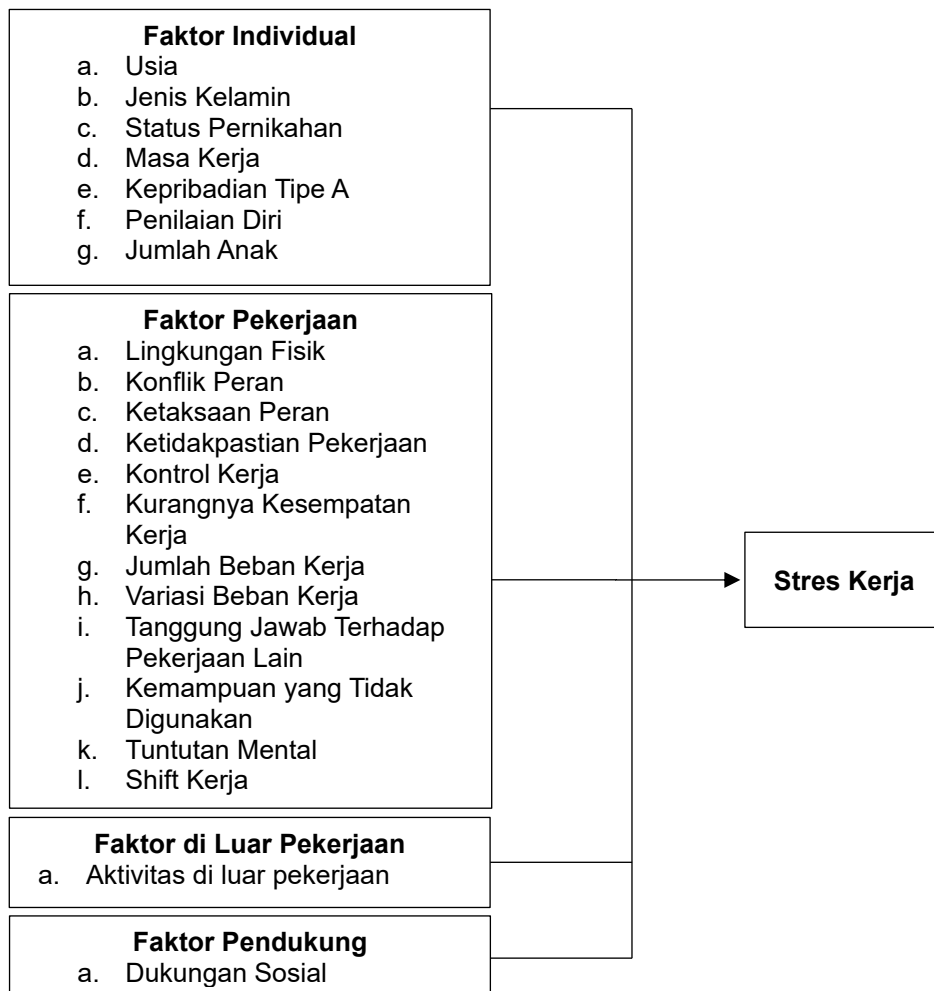 Faktor Individual
a. Usia
b. Jenis Kelamin
c. Status Pernikahan
d. Masa Kerja
e. Kepribadian Tipe A
f. Penilaian Diri
g. Jumlah Anak
Faktor Pekerjaan
a. Lingkungan Fisik
b. Konflik Peran
c. Ketaksaan Peran
d. Ketidakpastian Pekerjaan
e. Kontrol Kerja
f. Kurangnya Kesempatan
Kerja
g. Jumlah Beban Kerja
h. Variasi Beban Kerja
i. Tanggung Jawab Terhadap
Pekerjaan Lain
j. Kemampuan yang Tidak
Digunakan
k. Tuntutan Mental
l. Shift Kerja
Faktor di Luar Pekerjaan
a. Aktivitas di luar pekerjaan
Faktor Pendukung
a. Dukungan Sosial
Stres Kerja